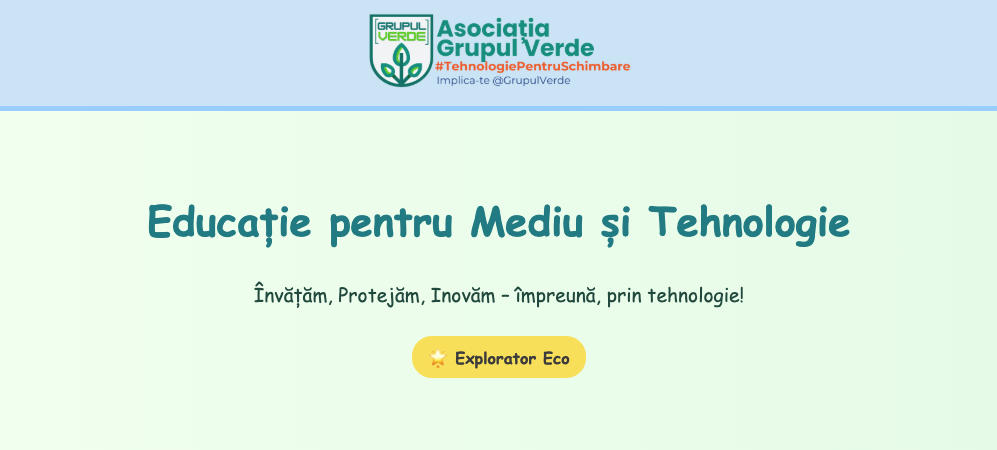 GRUPUL
VERDE
Asociația
Grupul Verde
#TehnologiePentruSchimbare
Implica-te @GrupulVerde
Educație pentru Mediu și Tehnologie
Învățăm, Protejăm, Inovăm – împreună, prin tehnologie!
🌟 Explorator Eco